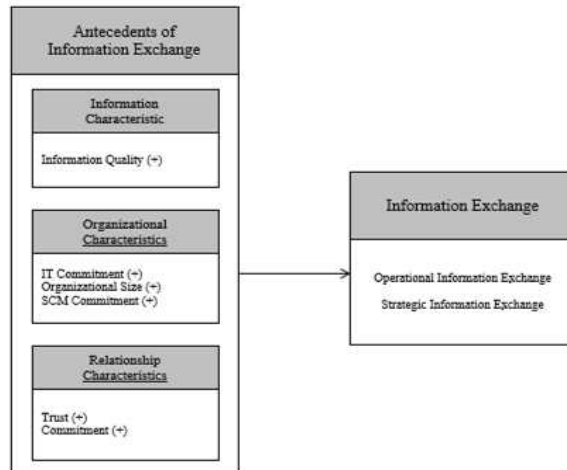 Antecedents of
Information Exchange
Information
Characteristic
Information Quality (+)
Organizational
Characteristics
IT Commitment (+)
Organizational Size (+)
SCM Commitment (+)
Relationship
Characteristics
Trust (+)
Commitment (+)
Information Exchange
Operational Information Exchange
Strategic Information Exchange